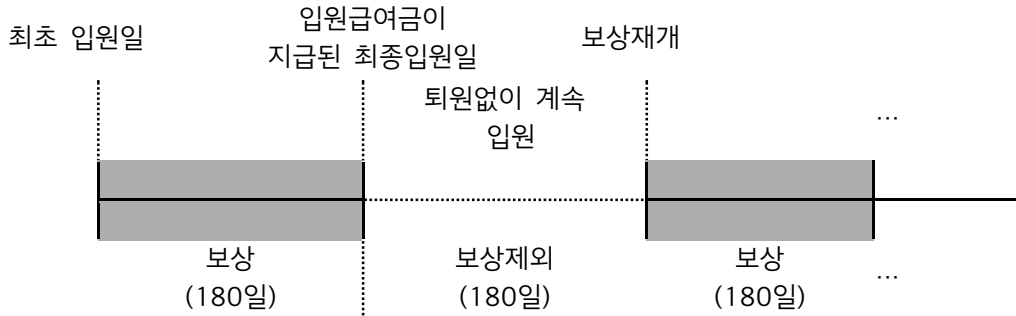 최초 입원일
입원급여금이
지급된 최종입원일
보상재개
퇴원없이 계속
입원
…
보상
(180일)
보상제외
(180일)
보상
(180일)
…